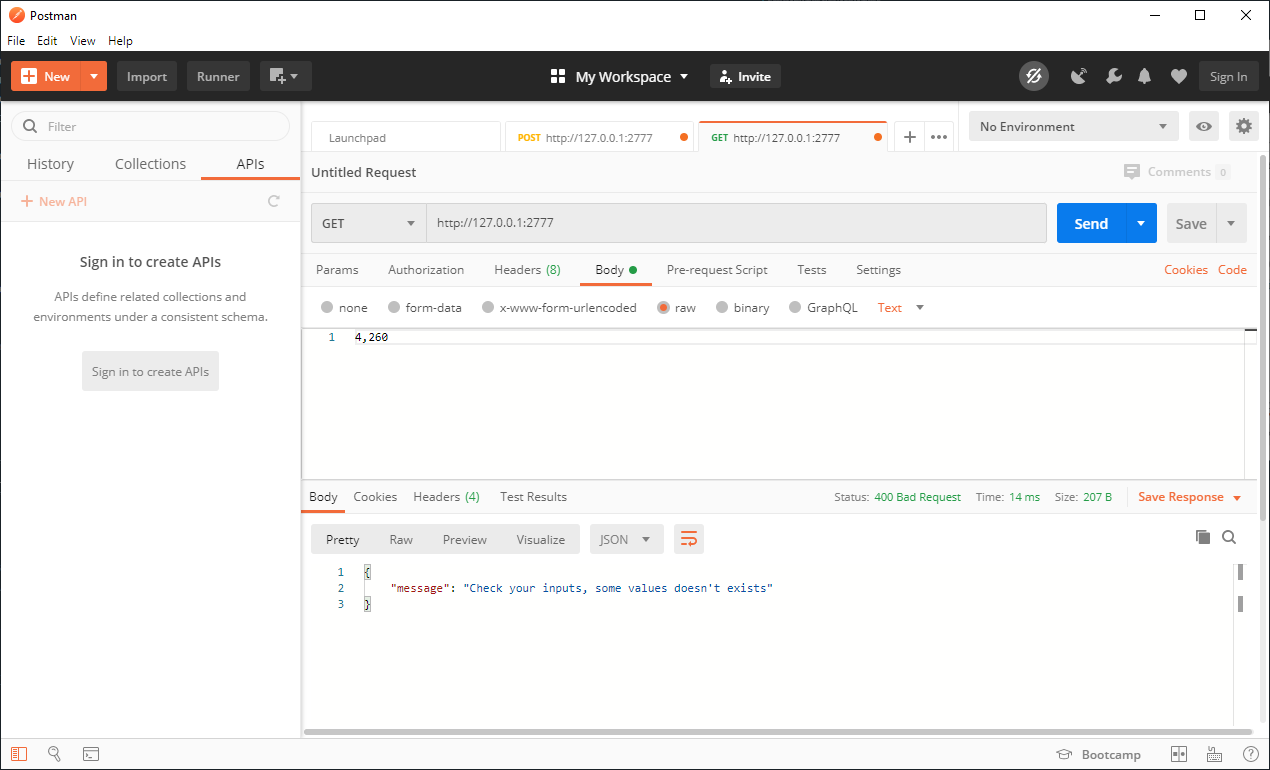 Postman
File Edit View Help
New Import Runner My Workspace Invite Sign In
Filter
History Collections APIs
New API
Sign in to create APIs
APIs define related collections and
environments under a consistent schema.
Sign in to create APIs
Launchpad POST http://127.0.0.1:2777 GET http://127.0.0.1:2777 No Environment
Untitled Request Comments 0
GET http://127.0.0.1:2777 Send Save
Params Authorization Headers (8) Body Pre-request Script Tests Settings Cookies Code
none form-data x-www-form-urlencoded raw binary GraphQL Text
1 4,260
Body Cookies Headers (4) Test Results Status: 400 Bad Request Time: 14 ms Size: 207 B Save Response
Pretty Raw Preview Visualize JSON
1 {
2 "message": "Check your inputs, some values doesn't exists"
3 }
Bootcamp